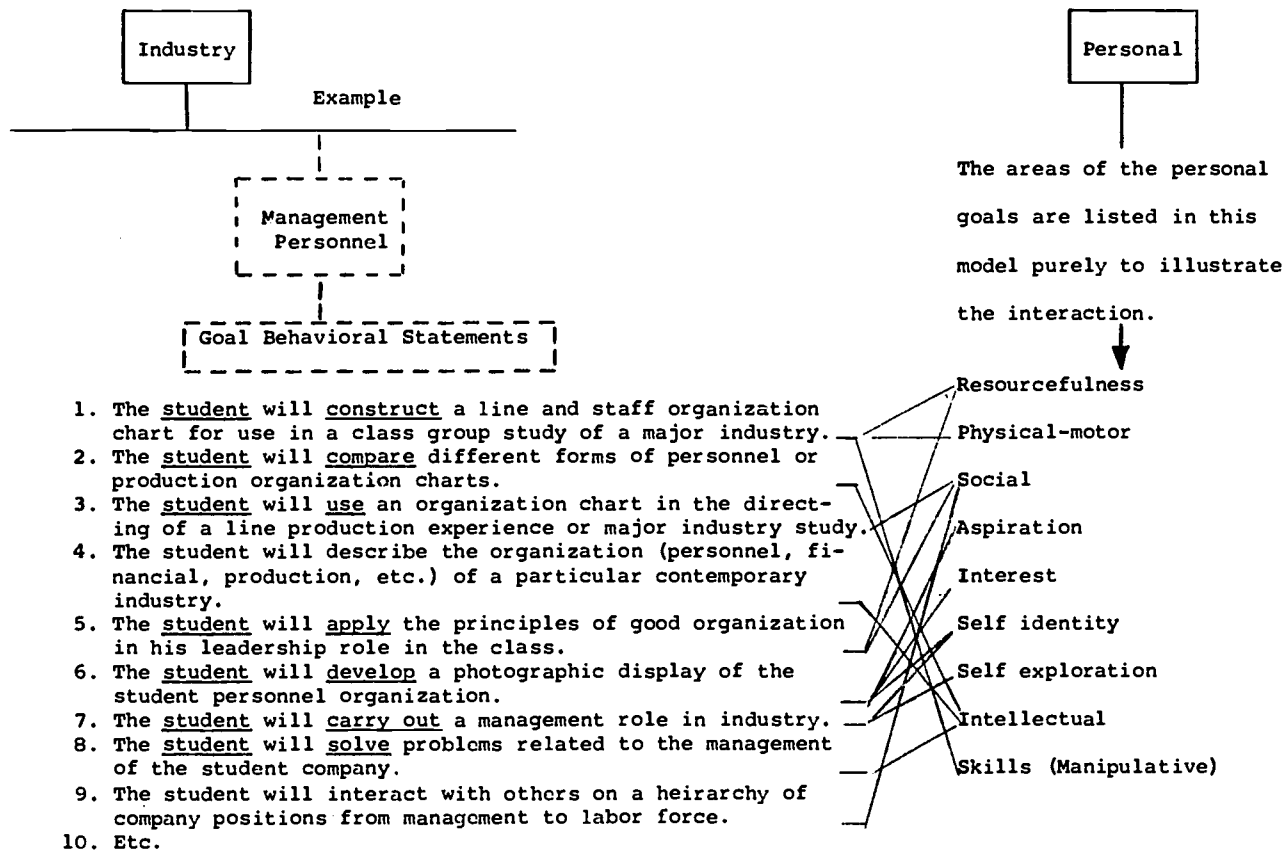 Industry
Example
Management
Personnel
Goal Behavioral Statements
1. The student will construct a line and staff organization
chart for use in a class group study of a major industry.
2. The student will compare different forms of personnel or
production organization charts.
3. The student will use an organization chart in the direct-
ing of a line production experience or major industry study.
4. The student will describe the organization (personnel, fi-
nancial, production, etc.) of a particular contemporary
industry.
5. The student will apply the principles of good organization
in his leadership role in the class.
6. The student will develop a photographic display of the
student personnel organization.
7. The student will carry out a management role in industry.
8. The student will solve problems related to the management
of the student company.
9. The student will interact with others on a heirarchy of
company positions from management to labor force.
10. Etc.
Personal
The areas of the personal
goals are listed in this
model purely to illustrate
the interaction.
Resourcefulness
Physical-motor
Social
Aspiration
Interest
Self identity
Self exploration
Intellectual
Skills (Manipulative)